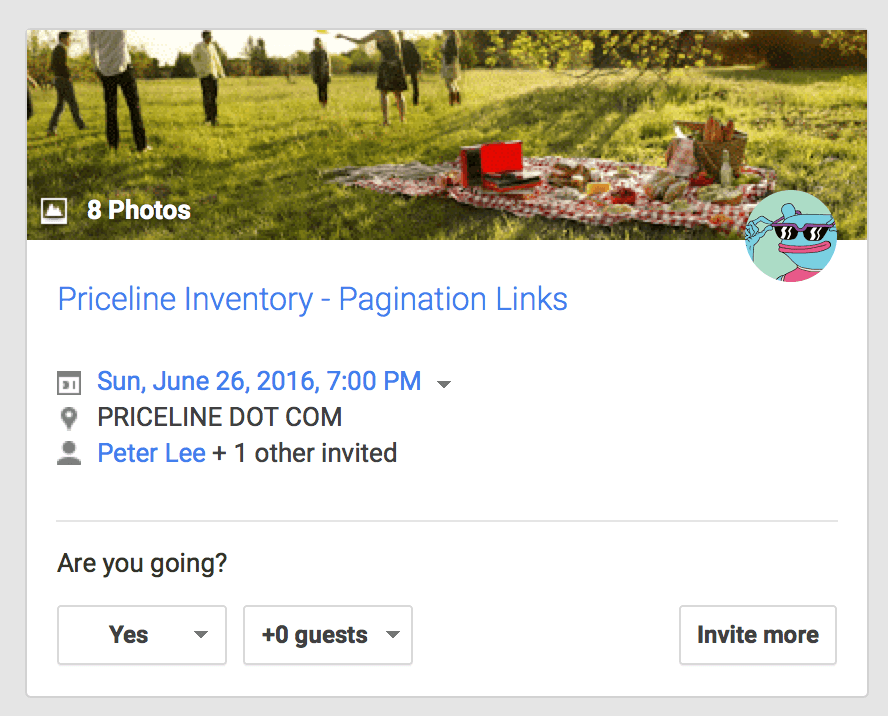 8 Photos
Priceline Inventory - Pagination Links
31
Sun, June 26, 2016, 7:00 PM
PRICELINE DOT COM
Peter Lee + 1 other invited
Are you going?
Yes
+0 guests
Invite more